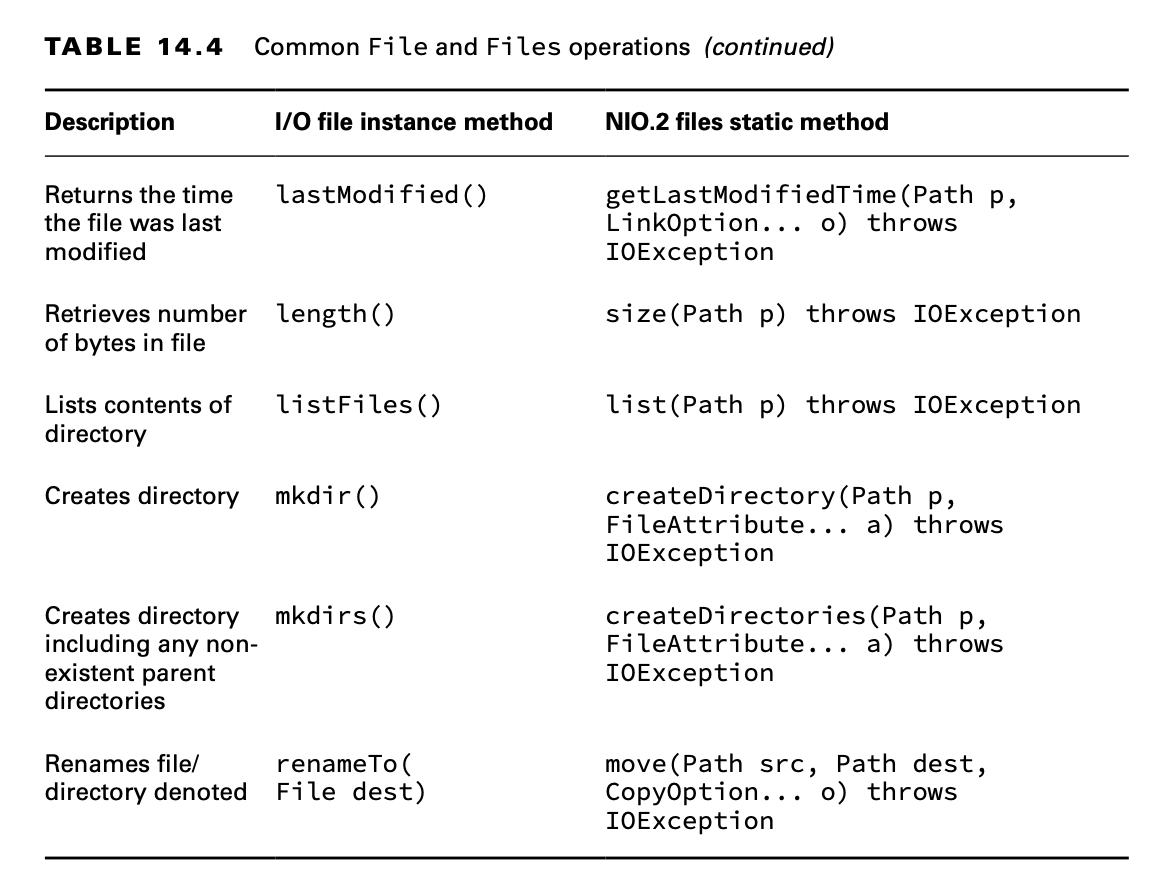 TABLE 14.4 Common File and Files operations (continued)
Description I/O file instance method NIO.2 files static method
Returns the time lastModified() getLastModifiedTime(Path p,
the file was last LinkOption... o) throws
modified IOException
Retrieves number length() size(Path p) throws IOException
of bytes in file
Lists contents of listFiles() list(Path p) throws IOException
directory
Creates directory mkdir() createDirectory(Path p,
FileAttribute... a) throws
IOException
Creates directory mkdirs() createDirectories(Path p,
including any non- FileAttribute... a) throws
existent parent IOException
directories
Renames file/ renameTo( move(Path src, Path dest,
directory denoted File dest) CopyOption... o) throws
IOException